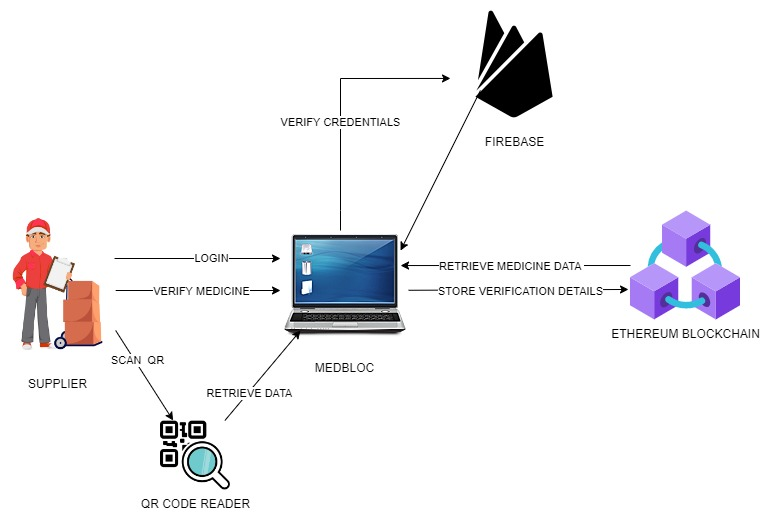 VERIFY CREDENTIALS
FIREBASE
LOGIN
RETRIEVE MEDICINE DATA
VERIFY MEDICINE
STORE VERIFICATION DETAILS
ETHEREUM BLOCKCHAIN
SCAN QR
MEDBLOC
SUPPLIER
RETRIEVE DATA
QR CODE READER